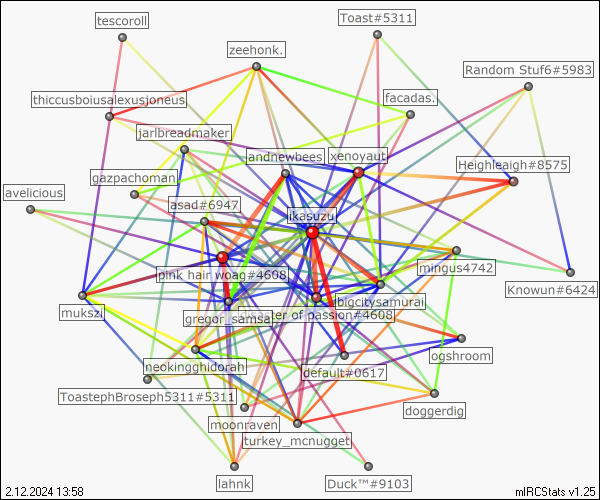 tescoroll
Toast#5311
zeehonk.
Random Stuf6#5983
thiccusboiusalexusjoneus
facadas.
jarlbreadmaker
andnewbees
xenoyaut
Heighleaigh#8575
gazpachoman
avelicious
asad#6947
ikasuzu
pink hair woag#4608
mingus4742
Knowun#6424
bigcitysamurai
mukszi
gregor_samsa
aster of passion#4608
ogshroom
neokingghidorah
default#0617
ToastephBroseph5311#5311
doggerdig
moonraven
turkey_mcnugget
lahnk
Duck™#9103
2.12.2024 13:58
mIRCStats v1.25